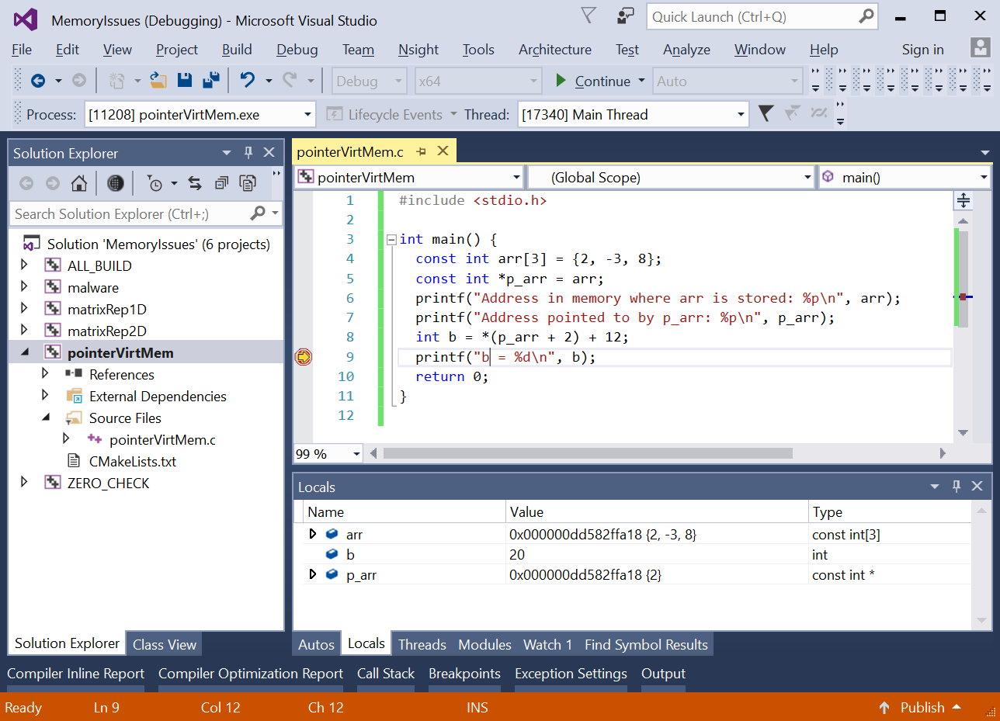 MemoryIssues (Debugging) - Microsoft Visual Studio
Quick Launch (Ctrl+Q)
File Edit View Project Build Debug Team Nsight Tools Architecture Test Analyze Window Help Sign in
Debug x64 Continue Auto
Process: [11208] pointerVirtMem.exe Lifecycle Events Thread: [17340] Main Thread
Solution Explorer
Search Solution Explorer (Ctrl+;)
Solution 'MemoryIssues' (6 projects)
ALL_BUILD
malware
matrixRep1D
matrixRep2D
pointerVirtMem
References
External Dependencies
Source Files
pointerVirtMem.c
CMakeLists.txt
ZERO_CHECK
Solution Explorer Class View
pointerVirtMem.c
pointerVirtMem (Global Scope) main()
1 #include <stdio.h>
2
3 int main() {
4 const int arr[3] = {2, -3, 8};
5 const int *p_arr = arr;
6 printf("Address in memory where arr is stored: %p\n", arr);
7 printf("Address pointed to by p_arr: %p\n", p_arr);
8 int b = *(p_arr + 2) + 12;
9 printf("b = %d\n", b);
10 return 0;
11 }
12
99 %
Locals
Name Value Type
arr 0x000000dd582ffa18 {2, -3, 8} const int[3]
b 20 int
p_arr 0x000000dd582ffa18 {2} const int *
Autos Locals Threads Modules Watch 1 Find Symbol Results
Compiler Inline Report Compiler Optimization Report Call Stack Breakpoints Exception Settings Output
Ready Ln 9 Col 12 Ch 12 INS Publish